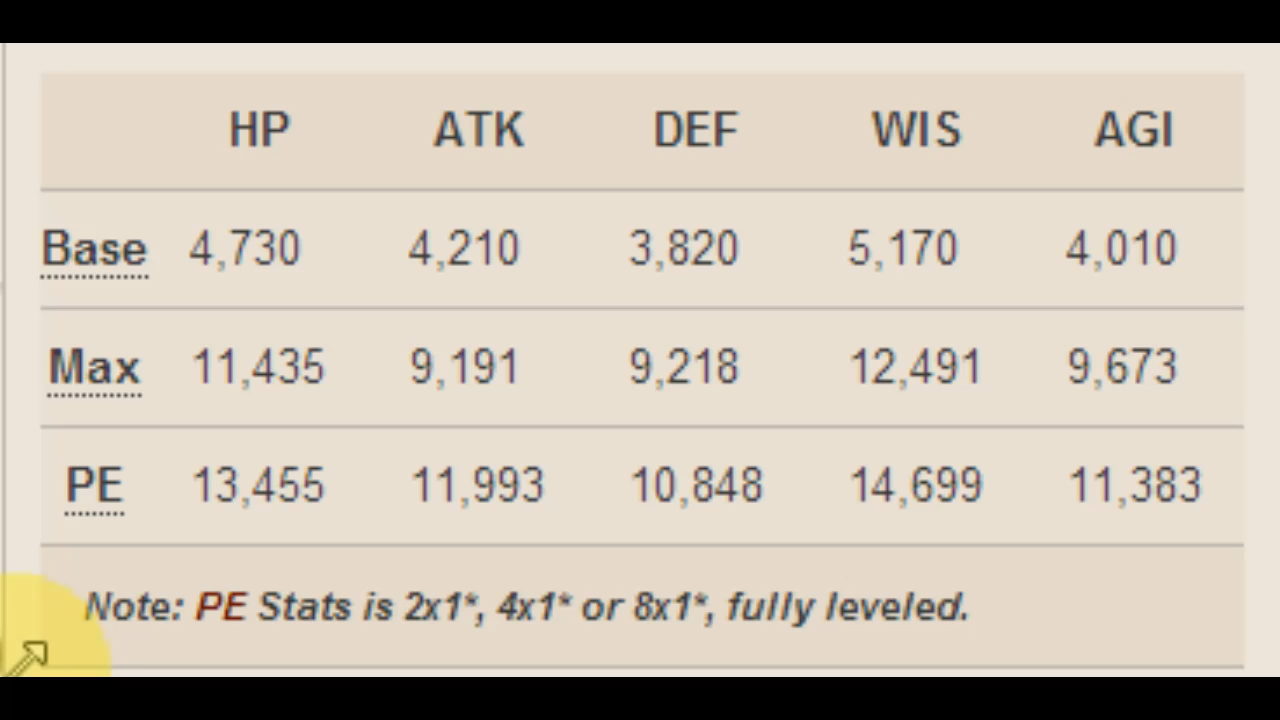 HP ATK DEF WIS AGI
Base 4,730 4,210 3,820 5,170 4,010
Max 11,435 9,191 9,218 12,491 9,673
PE 13,455 11,993 10,848 14,699 11,383
Note: PE Stats is 2x1*, 4x1* or 8x1*, fully leveled.